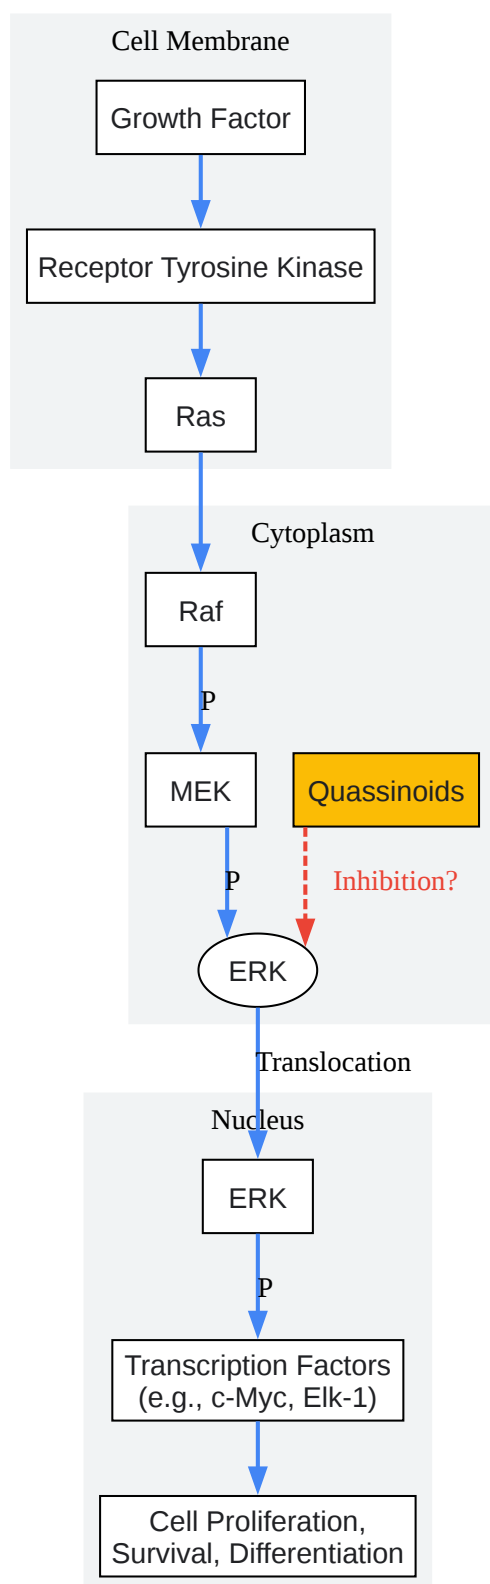 Cell Membrane
Growth Factor
Receptor Tyrosine Kinase
Ras
Cytoplasm
Raf
P
MEK
Quassinoids
P
Inhibition?
ERK
Translocation
Nucleus
ERK
P
Transcription Factors
(e.g., c-Myc, Elk-1)
Cell Proliferation,
Survival, Differentiation